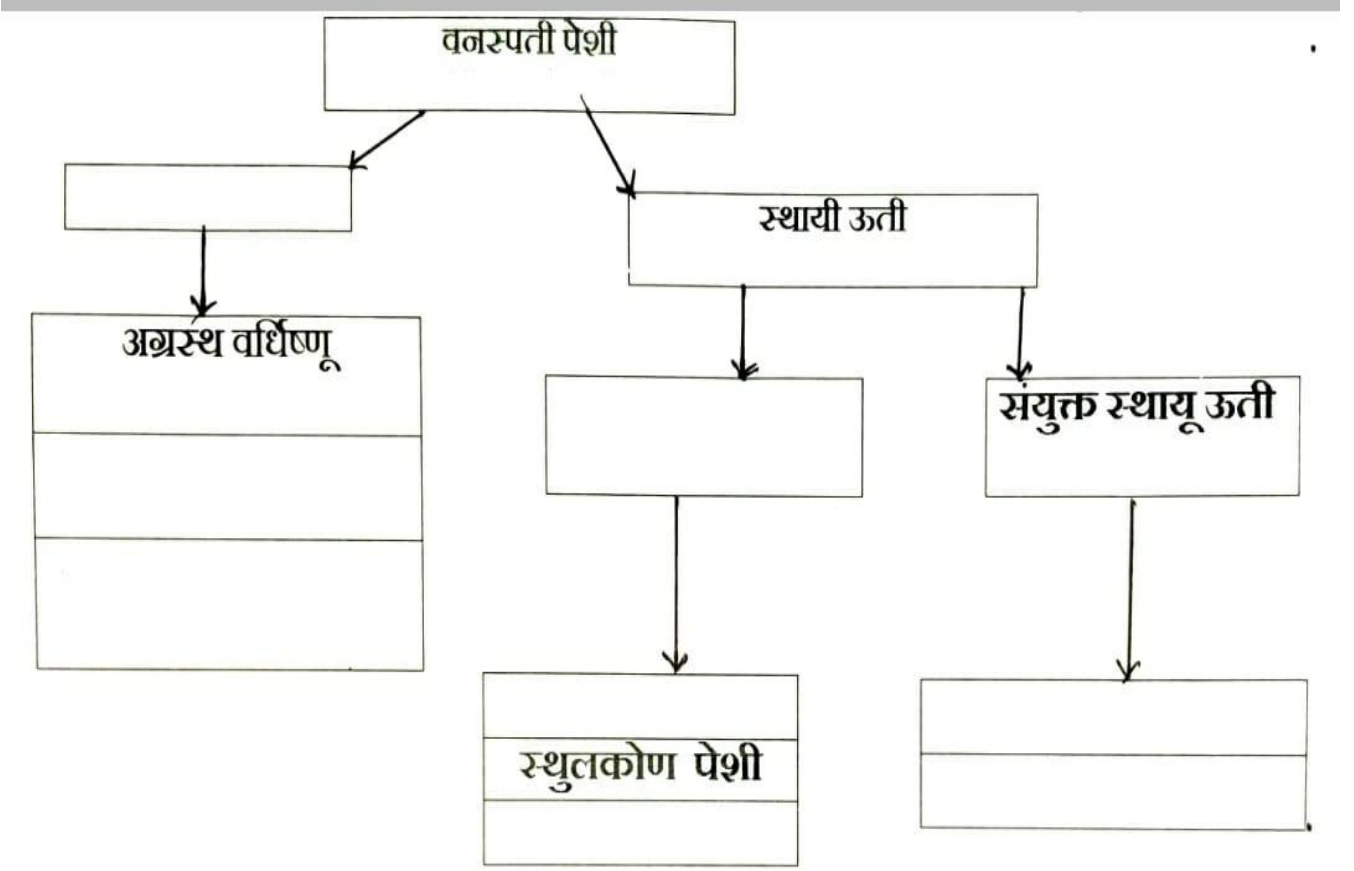 वनस्पती पेशी
स्थायी ऊती
अग्रस्थ वर्धिष्णू
संयुक्त स्थायू ऊती
स्थुलकोण पेशी